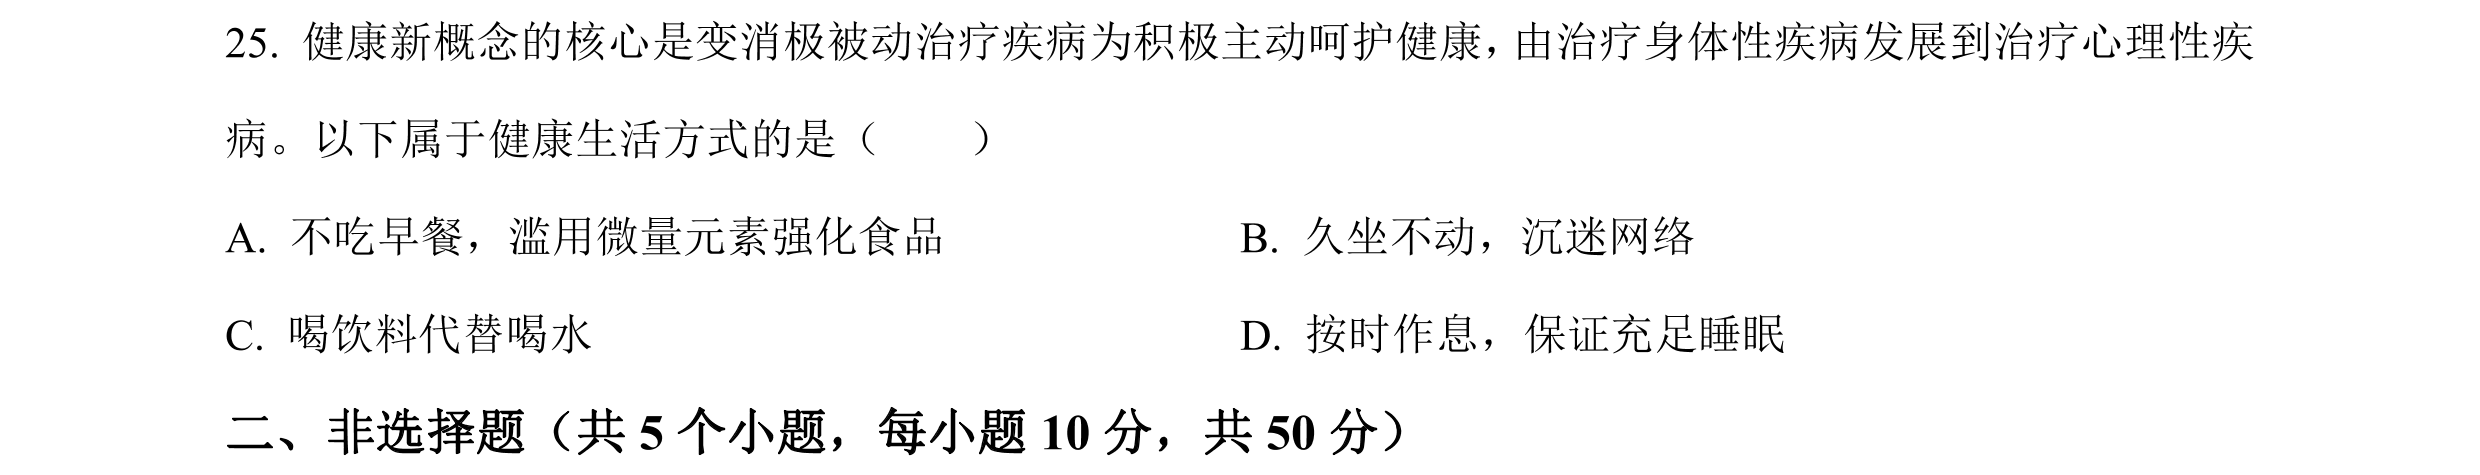 25. 健康新概念的核心是变消极被动治疗疾病为积极主动呵护健康，由治疗身体性疾病发展到治疗心理性疾
病。以下属于健康生活方式的是（　　）
A. 不吃早餐，滥用微量元素强化食品　　B. 久坐不动，沉迷网络
C. 喝饮料代替喝水　　D. 按时作息，保证充足睡眠
二、非选择题（共 5 个小题，每小题 10 分，共 50 分）